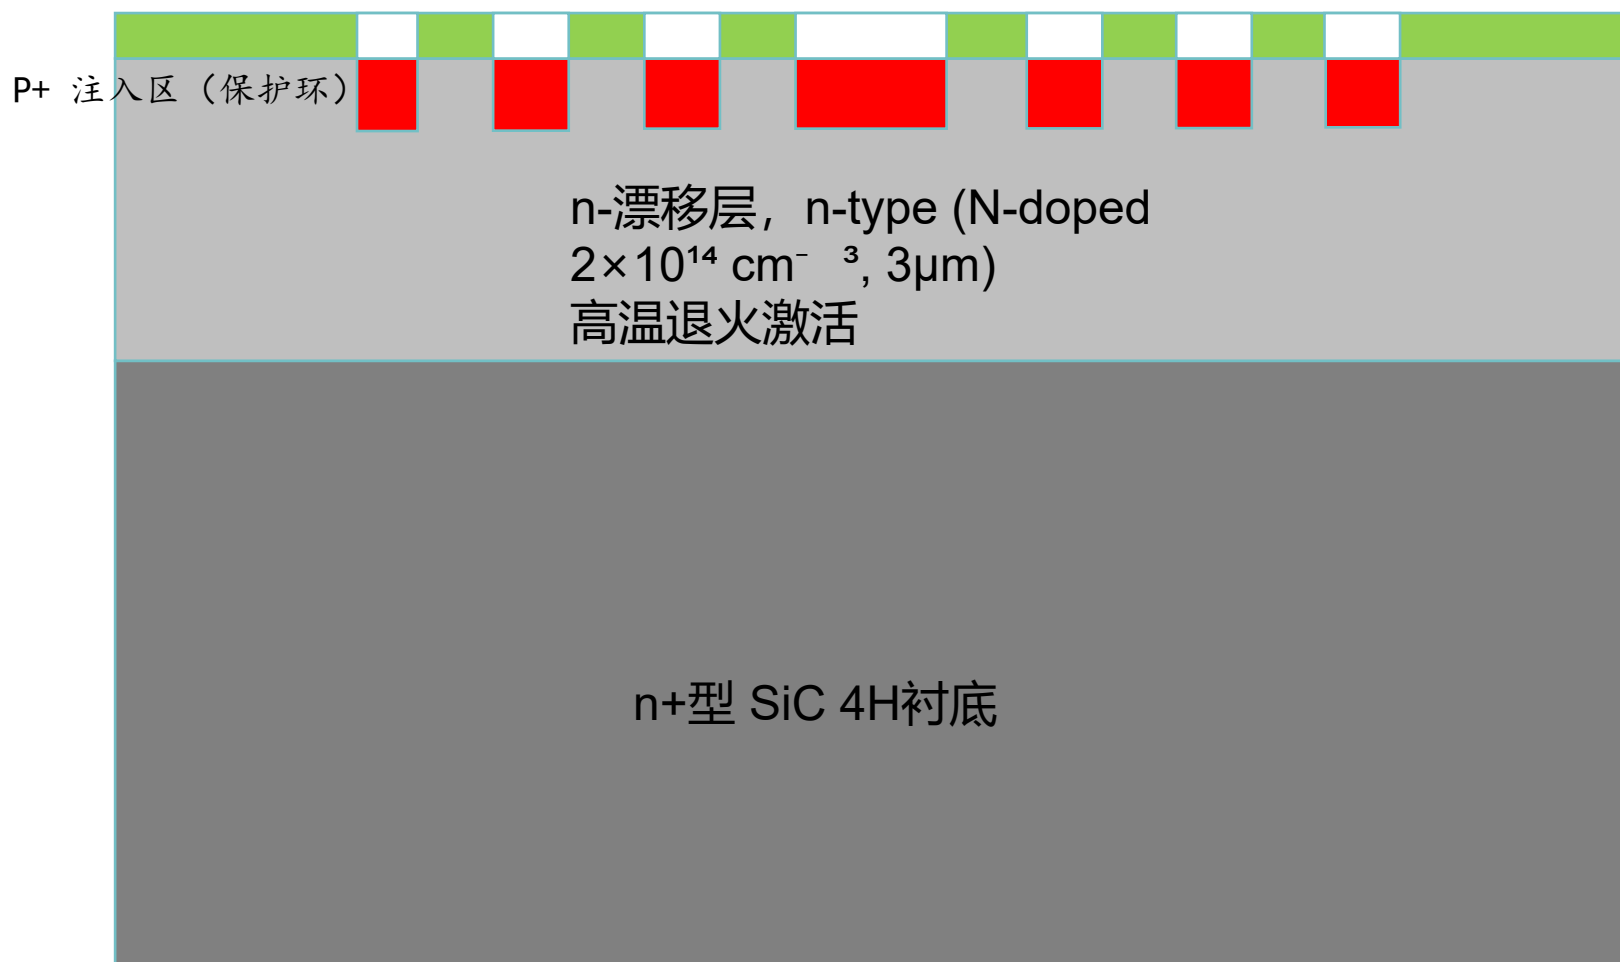 P+ 注入区（保护环）
n-漂移层，n-type (N-doped
2×10¹⁴ cm⁻ ³, 3μm)
高温退火激活
n+型 SiC 4H衬底